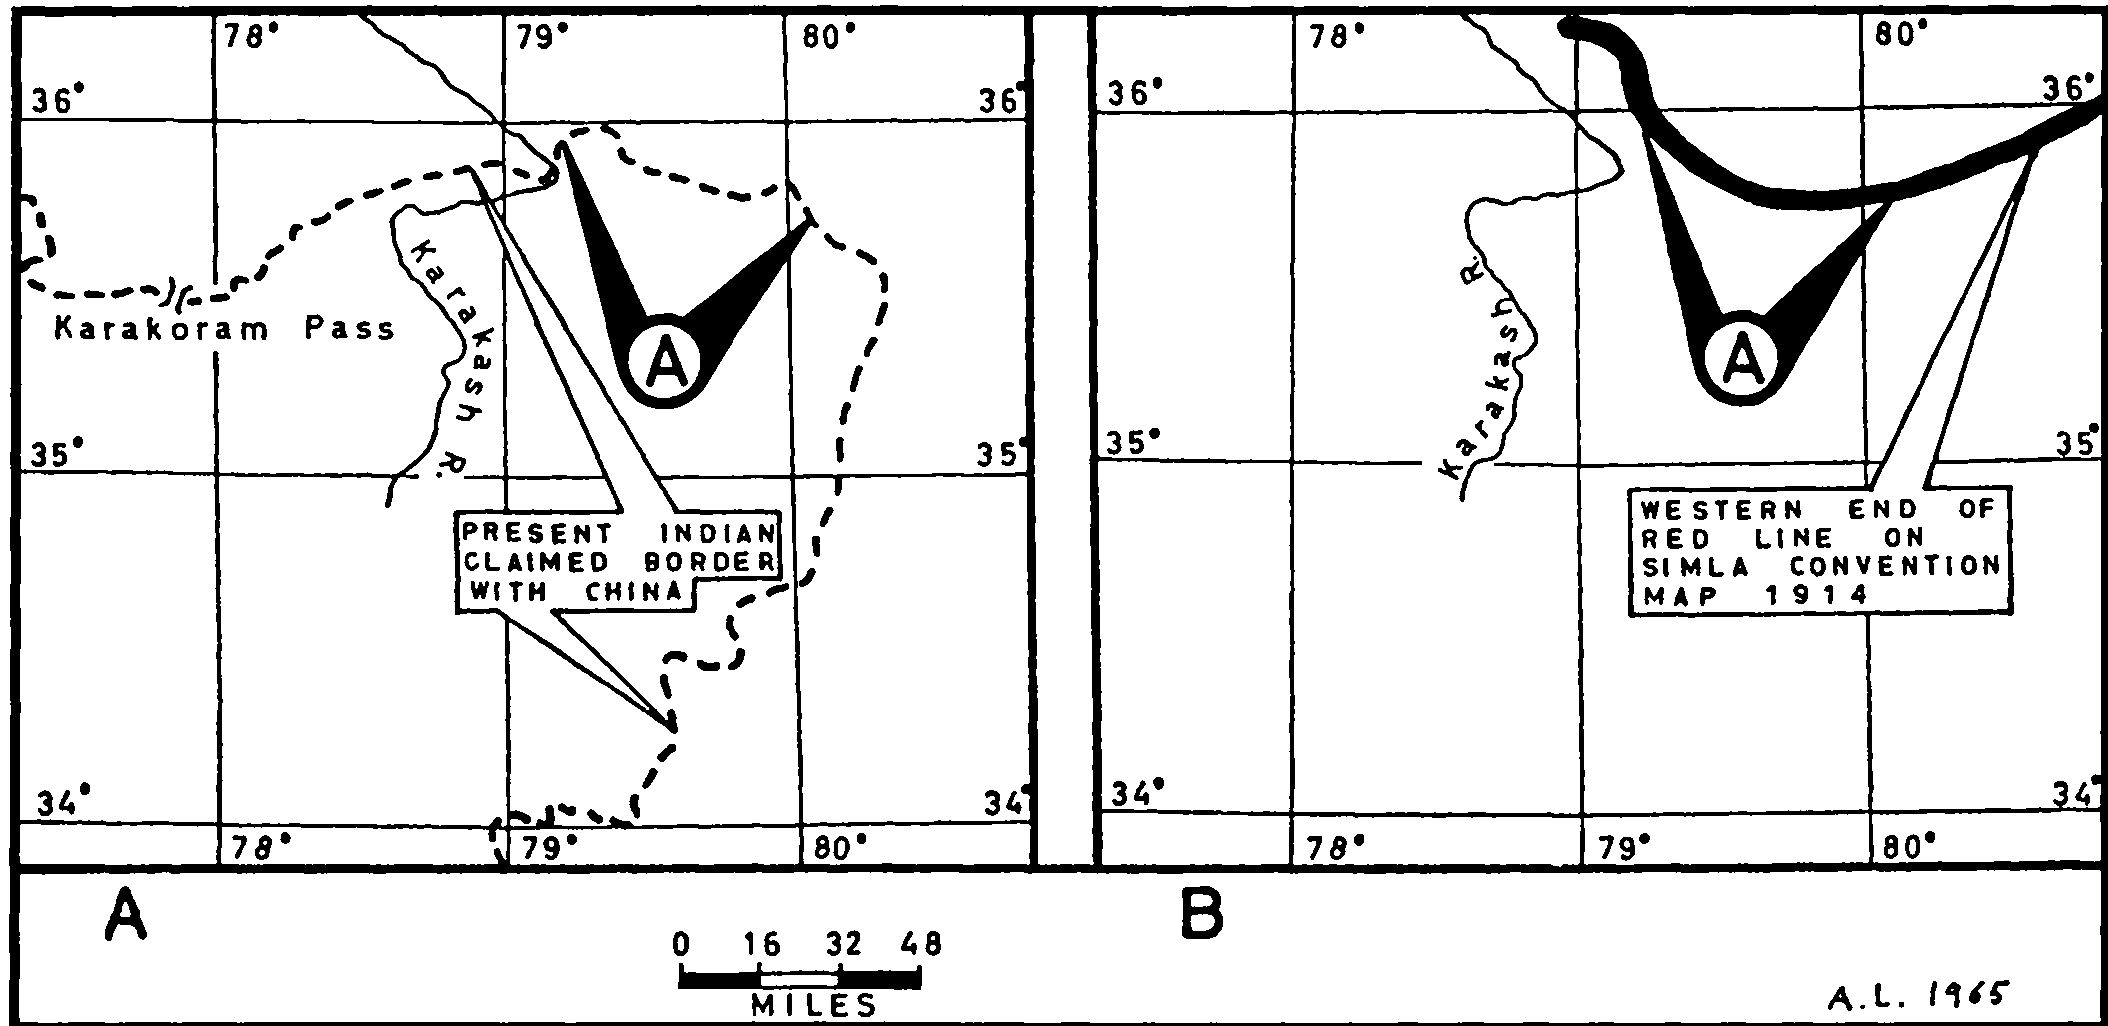 78° 79° 80°
36° 36°
Karakash R.
Karakoram Pass
A
35° 35°
PRESENT INDIAN
CLAIMED BORDER
WITH CHINA
34° 34°
78° 79° 80°
A
78° 80°
36° 36°
Karakash R.
A
35° 35°
WESTERN END OF
RED LINE ON
SIMLA CONVENTION
MAP 1914
34° 34°
78° 79° 80°
B
0 16 32 48
MILES
A.L. 1965